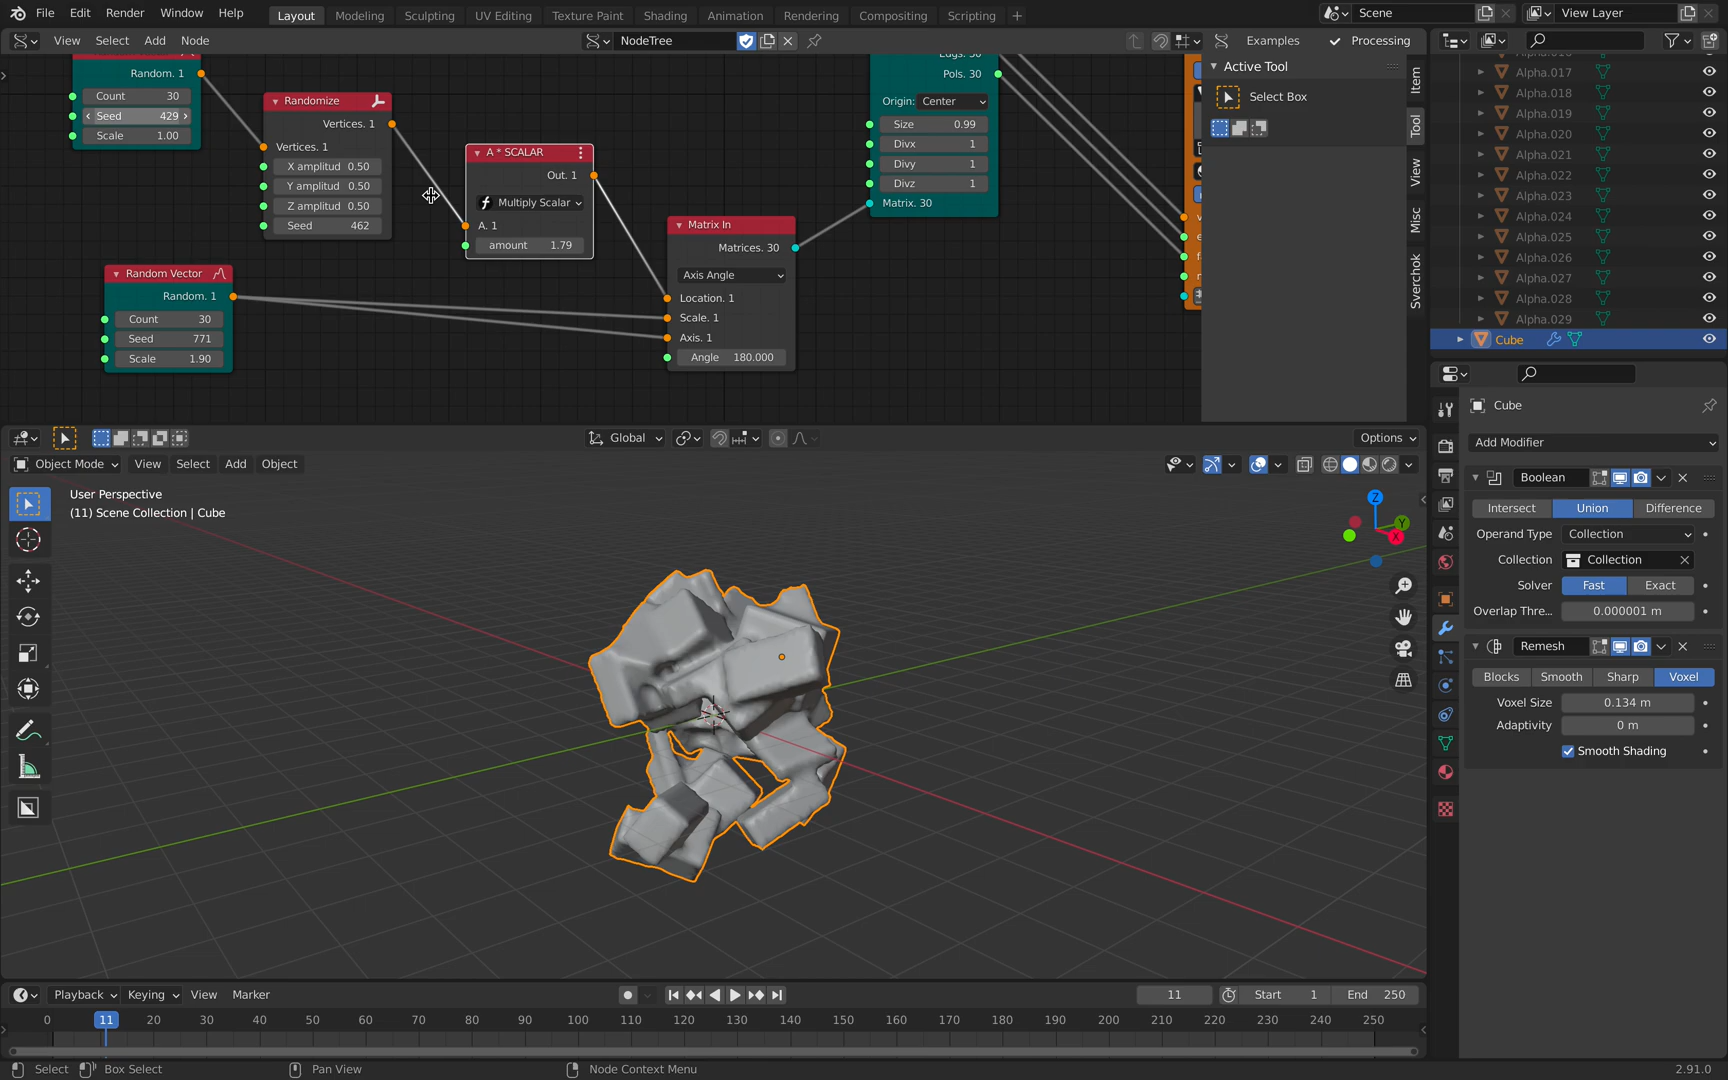 File Edit Render Window Help Layout Modeling Sculpting UV Editing Texture Paint Shading Animation Rendering Compositing Scripting + Scene View Layer
View Select Add Node NodeTree Examples Processing
Random. 1
Count 30
Seed 429
Scale 1.00
Randomize
Vertices. 1
Vertices. 1
X amplitud 0.50
Y amplitud 0.50
Z amplitud 0.50
Seed 462
A * SCALAR
Out. 1
Multiply Scalar
A. 1
amount 1.79
Random Vector
Random. 1
Count 30
Seed 771
Scale 1.90
Matrix In
Matrices. 30
Axis Angle
Location. 1
Scale. 1
Axis. 1
Angle 180.000
Pols. 30
Origin: Center
Size 0.99
Divx 1
Divy 1
Divz 1
Matrix. 30
Active Tool
Select Box
Item
Tool
View
Misc
Sverchok
Alpha.017
Alpha.018
Alpha.019
Alpha.020
Alpha.021
Alpha.022
Alpha.023
Alpha.024
Alpha.025
Alpha.026
Alpha.027
Alpha.028
Alpha.029
Cube
Cube
Add Modifier
Boolean
Intersect Union Difference
Operand Type Collection
Collection Collection
Solver Fast Exact
Overlap Thre... 0.000001 m
Remesh
Blocks Smooth Sharp Voxel
Voxel Size 0.134 m
Adaptivity 0 m
Smooth Shading
Global Options
Object Mode View Select Add Object
User Perspective
(11) Scene Collection | Cube
Z
Y
X
Playback Keying View Marker 11 Start 1 End 250
0 11 20 30 40 50 60 70 80 90 100 110 120 130 140 150 160 170 180 190 200 210 220 230 240 250
Select Box Select Pan View Node Context Menu 2.91.0